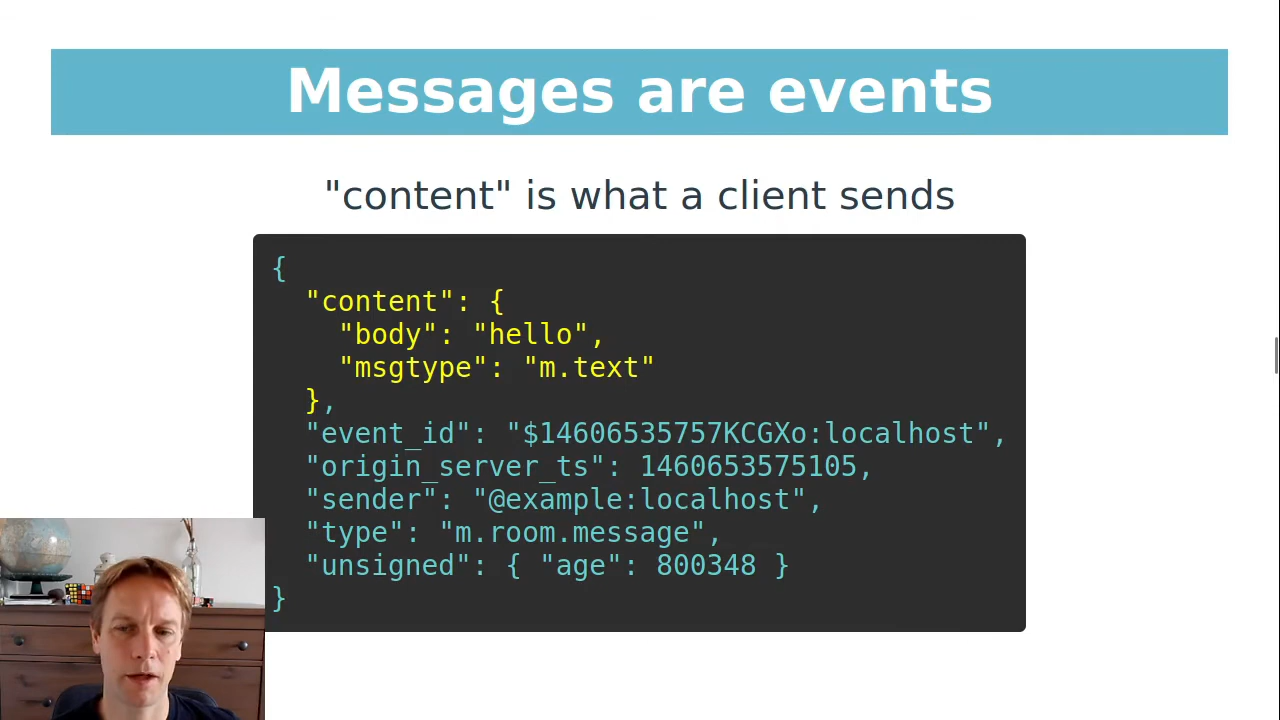 Messages are events
"content" is what a client sends
{
"content": {
"body": "hello",
"msgtype": "m.text"
},
"event_id": "$14606535757KCGXo:localhost",
"origin_server_ts": 1460653575105,
"sender": "@example:localhost",
"type": "m.room.message",
"unsigned": { "age": 800348 }
}